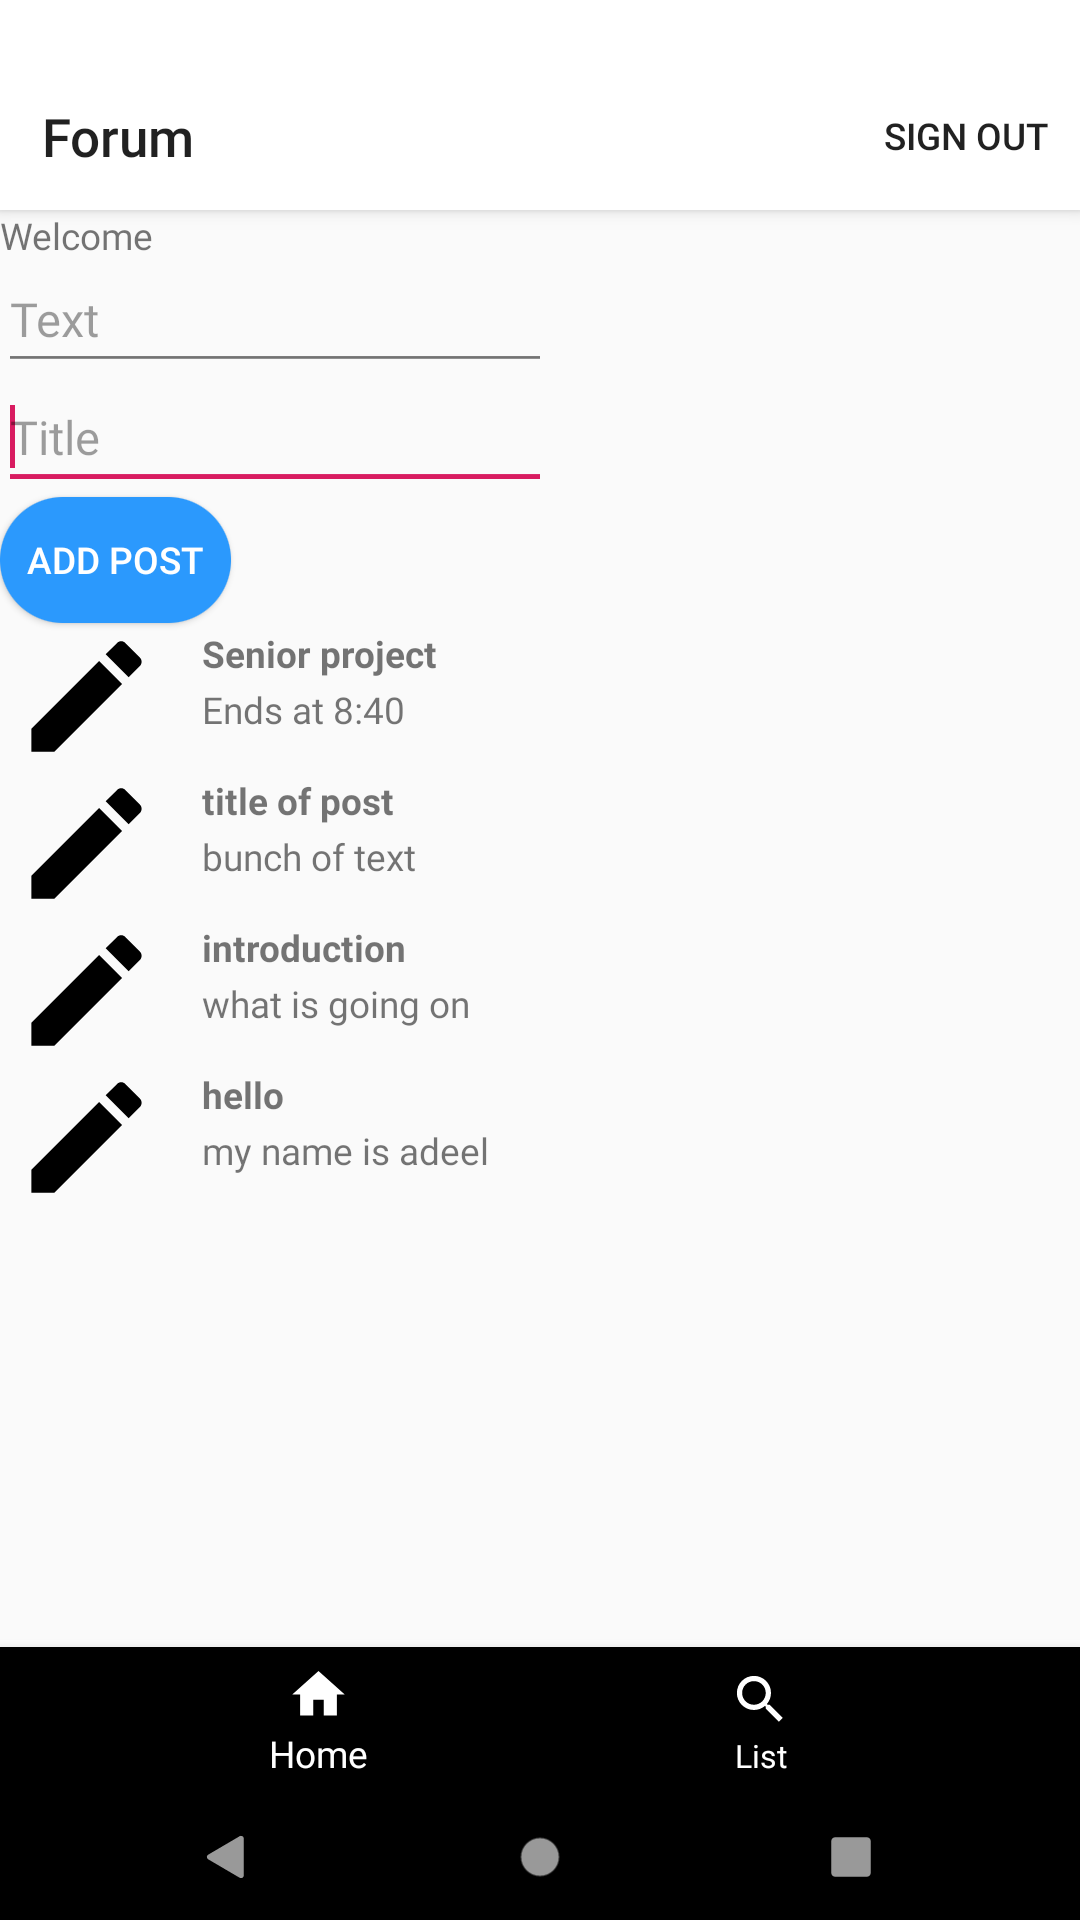 Forum
SIGN OUT
Welcome
Text
Title
ADD POST
Senior project
Ends at 8:40
title of post
bunch of text
introduction
what is going on
hello
my name is adeel
Home
List